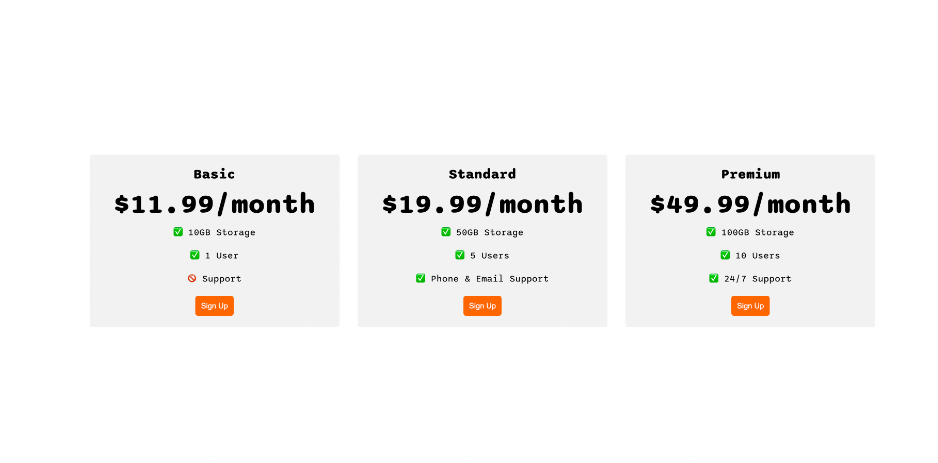 Basic
$11.99/month
✅ 10GB Storage
✅ 1 User
🚫 Support
Sign Up
Standard
$19.99/month
✅ 50GB Storage
✅ 5 Users
✅ Phone & Email Support
Sign Up
Premium
$49.99/month
✅ 100GB Storage
✅ 10 Users
✅ 24/7 Support
Sign Up